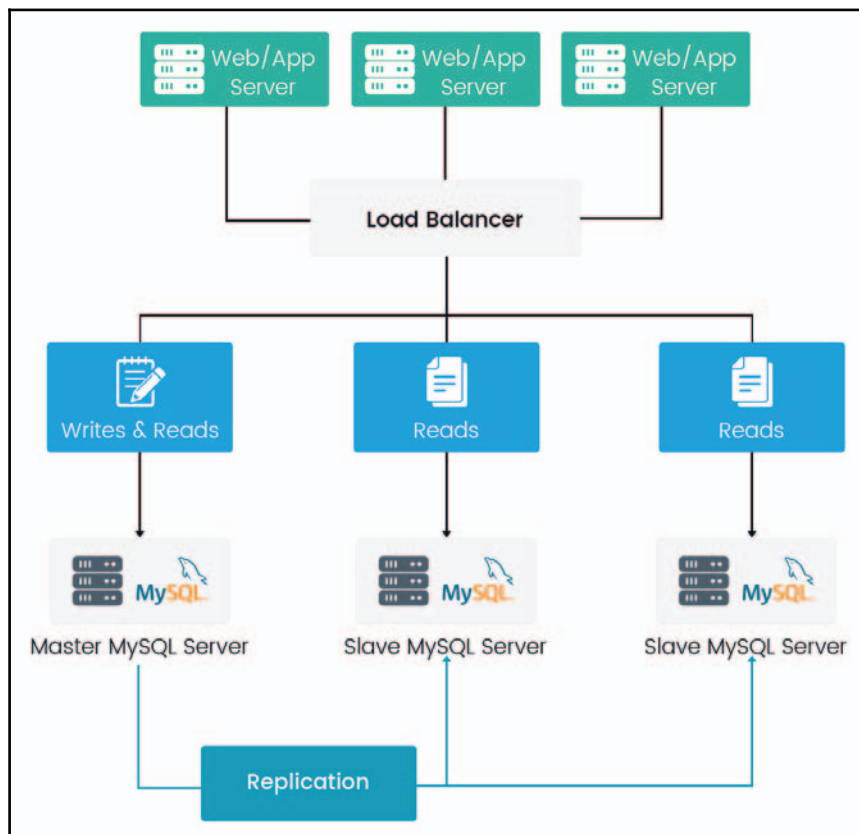 Web/App
Server
Web/App
Server
Web/App
Server
Load Balancer
Writes & Reads
Reads
Reads
MySQL
MySQL
MySQL
Master MySQL Server
Slave MySQL Server
Slave MySQL Server
Replication